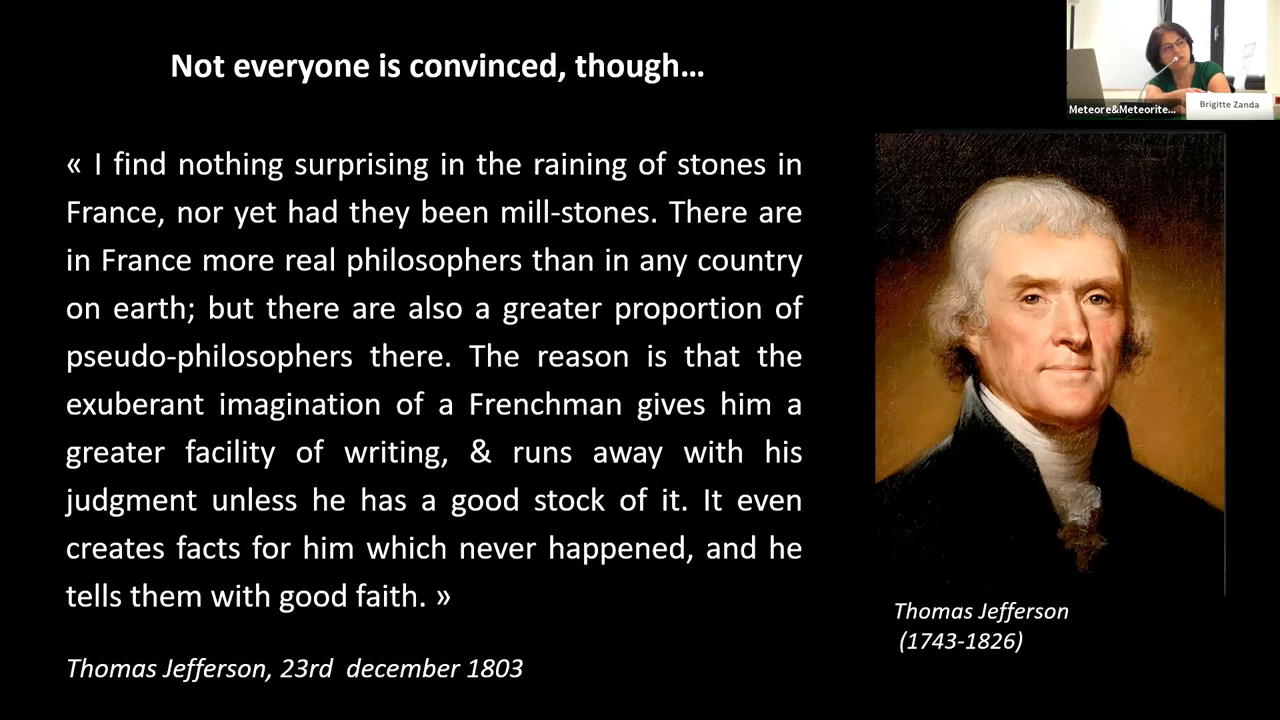 Not everyone is convinced, though...
Meteore&Meteorite...
Brigitte Zanda
« I find nothing surprising in the raining of stones in
France, nor yet had they been mill-stones. There are
in France more real philosophers than in any country
on earth; but there are also a greater proportion of
pseudo-philosophers there. The reason is that the
exuberant imagination of a Frenchman gives him a
greater facility of writing, & runs away with his
judgment unless he has a good stock of it. It even
creates facts for him which never happened, and he
tells them with good faith. »
Thomas Jefferson, 23rd december 1803
Thomas Jefferson
(1743-1826)